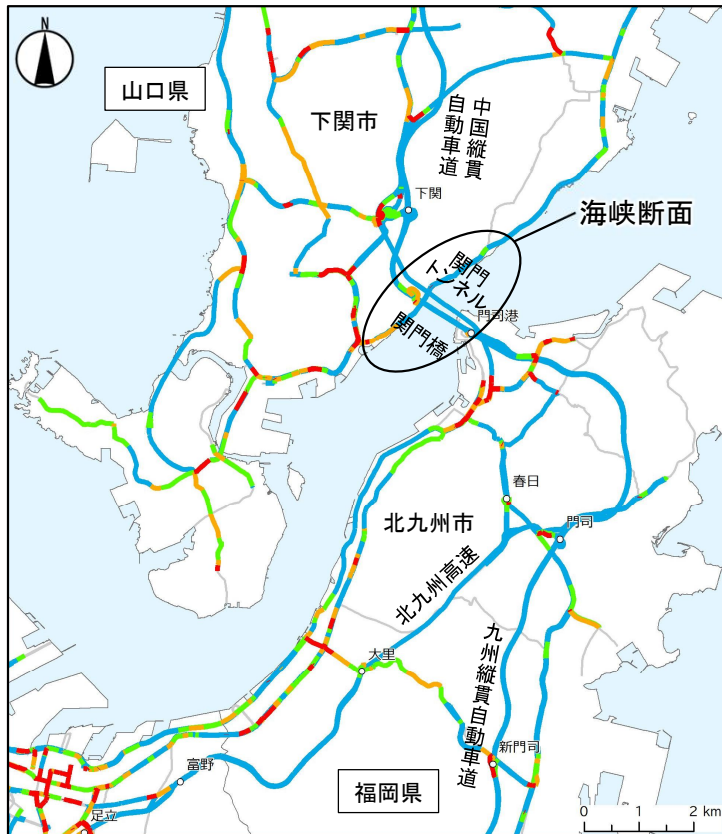 N
山口県
下関市
中国縦貫
自動車道
下関
海峡断面
関門
トンネル
関門橋
門司港
春日
北九州市
門司
北九州高速
九州縦貫自動車道
大里
新門司
富野
福岡県
足立
0 1 2 km